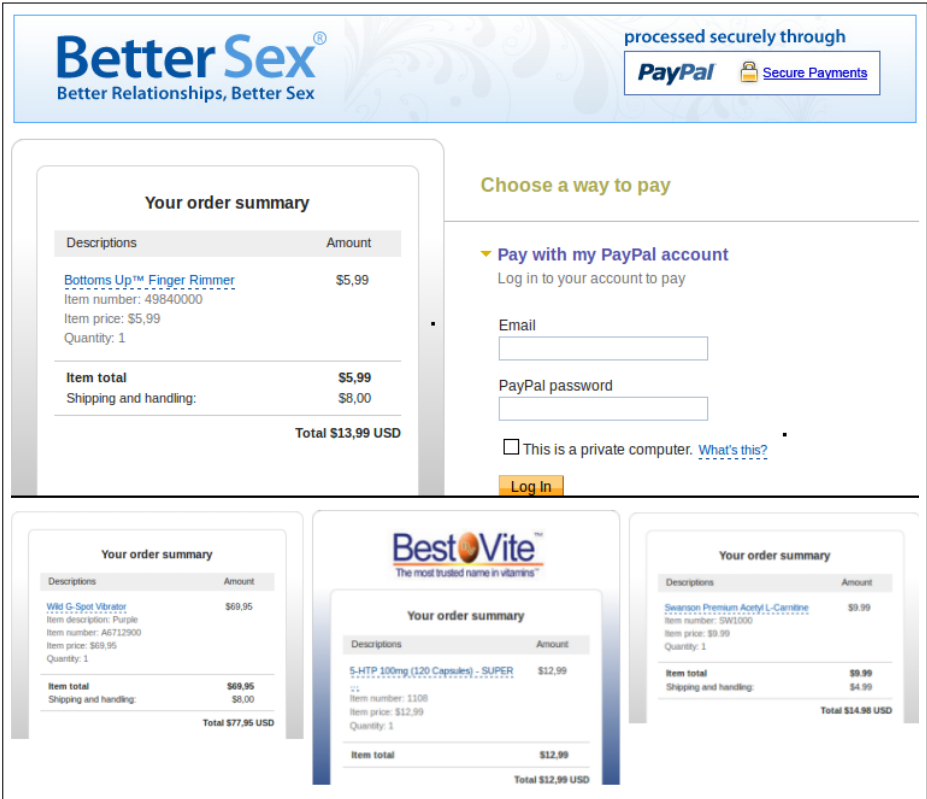 Better Sex®
Better Relationships, Better Sex
processed securely through
PayPal Secure Payments
Your order summary
Descriptions Amount
Bottoms Up™ Finger Rimmer $5,99
Item number: 49840000
Item price: $5,99
Quantity: 1
Item total $5,99
Shipping and handling: $8,00
Total $13,99 USD
Choose a way to pay
Pay with my PayPal account
Log in to your account to pay
Email
PayPal password
This is a private computer. What's this?
Log In
Your order summary
Descriptions Amount
Wild G-Spot Vibrator $69,95
Item description: Purple
Item number: A6712900
Item price: $69,95
Quantity: 1
Item total $69,95
Shipping and handling: $8,00
Total $77,95 USD
Best Vite™
The most trusted name in vitamins™
Your order summary
Descriptions Amount
5-HTP 100mg (120 Capsules) - SUPER $12,99
...
Item number: 1108
Item price: $12,99
Quantity: 1
Item total $12,99
Total $12,99 USD
Your order summary
Descriptions Amount
Swanson Premium Acetyl L-Carnitine $9.99
Item number: SW1000
Item price: $9.99
Quantity: 1
Item total $9.99
Shipping and handling: $4.99
Total $14.98 USD